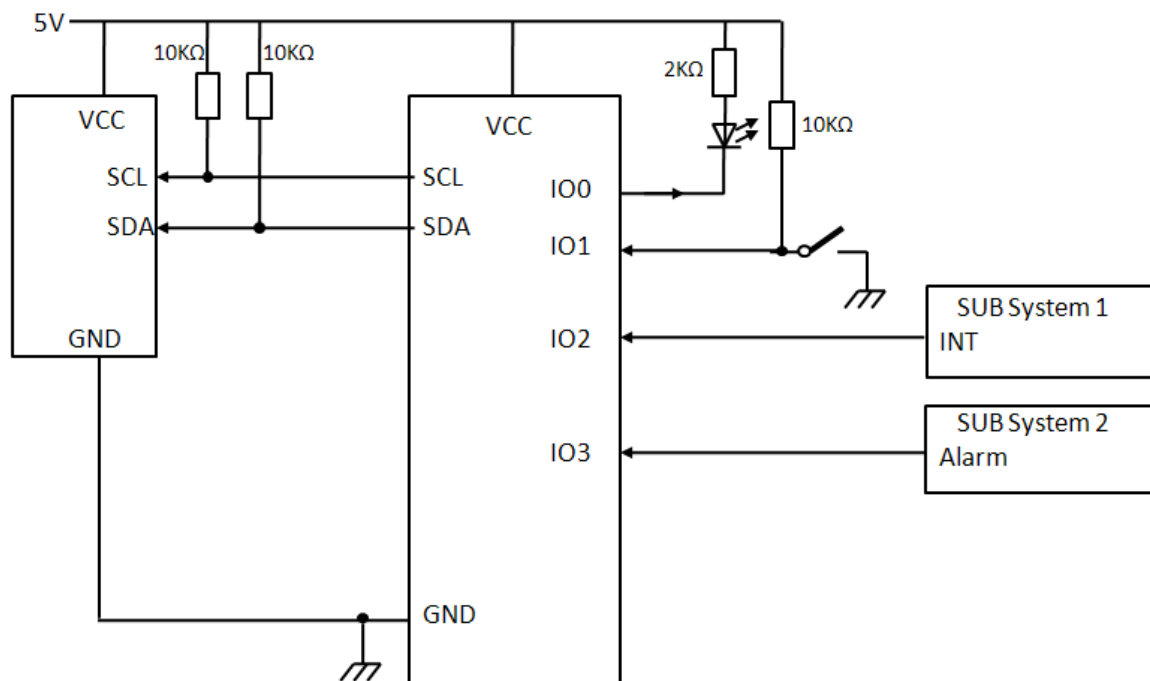 5V
10KΩ
10KΩ
2KΩ
10KΩ
VCC
SCL
SDA
GND
VCC
SCL
SDA
GND
IO0
IO1
IO2
IO3
SUB System 1
INT
SUB System 2
Alarm